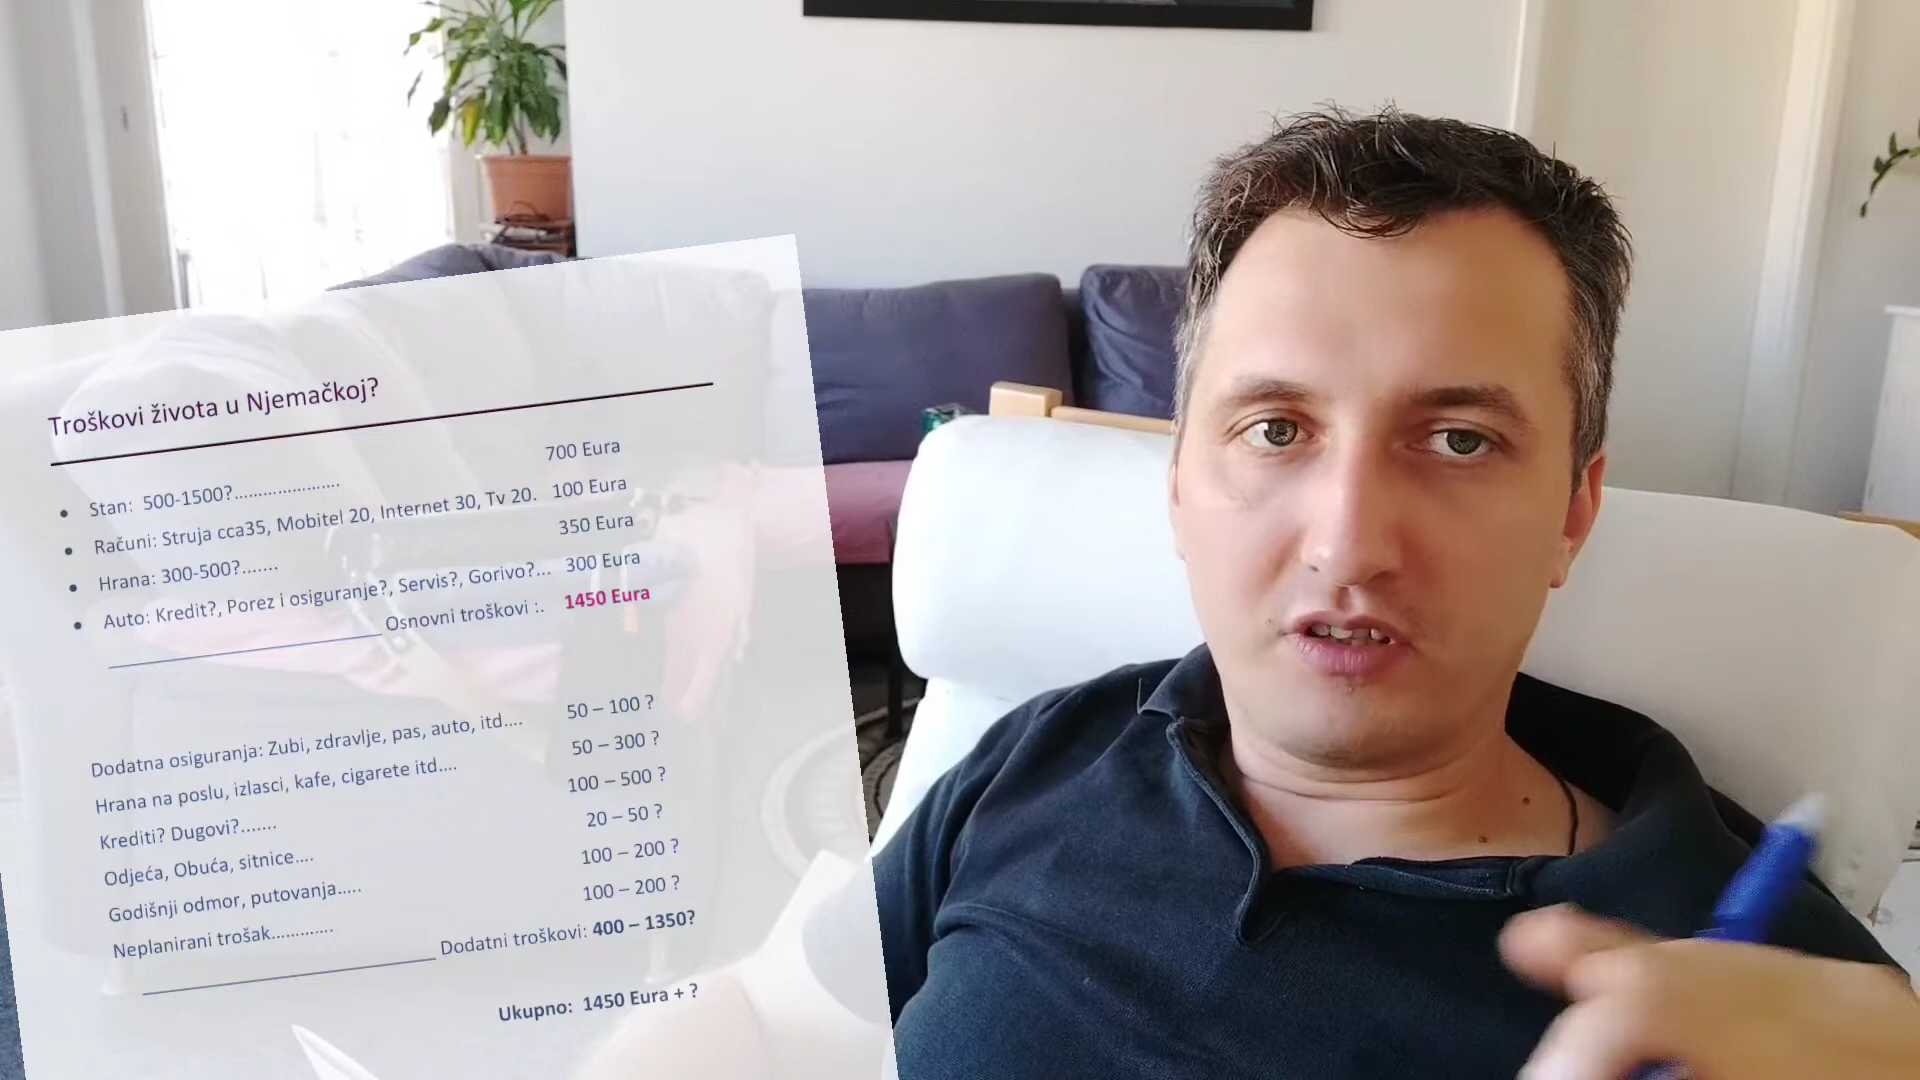 Troškovi života u Njemačkoj?
• Stan: 500-1500?..................... 700 Eura
• Računi: Struja cca35, Mobitel 20, Internet 30, Tv 20. 100 Eura
• Hrana: 300-500?....... 350 Eura
• Auto: Kredit?, Porez i osiguranje?, Servis?, Gorivo?... 300 Eura
Osnovni troškovi :. 1450 Eura
Dodatna osiguranja: Zubi, zdravlje, pas, auto, itd.... 50 – 100 ?
Hrana na poslu, izlasci, kafe, cigarete itd.... 50 – 300 ?
Krediti? Dugovi?....... 100 – 500 ?
Odjeća, Obuća, sitnice.... 20 – 50 ?
Godišnji odmor, putovanja..... 100 – 200 ?
Neplanirani trošak............. 100 – 200 ?
Dodatni troškovi: 400 – 1350?
Ukupno: 1450 Eura + ?